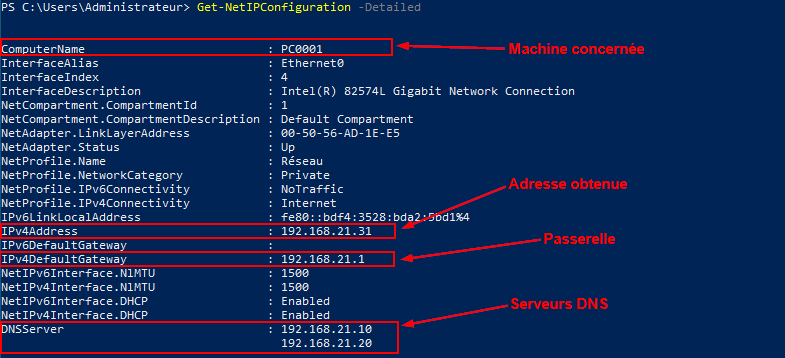 PS C:\Users\Administrateur> Get-NetIPConfiguration -Detailed
ComputerName : PC0001
Machine concernée
InterfaceAlias : Ethernet0
InterfaceIndex : 4
InterfaceDescription : Intel(R) 82574L Gigabit Network Connection
NetCompartment.CompartmentId : 1
NetCompartment.CompartmentDescription : Default Compartment
NetAdapter.LinkLayerAddress : 00-50-56-AD-1E-E5
NetAdapter.Status : Up
NetProfile.Name : Réseau
NetProfile.NetworkCategory : Private
NetProfile.IPv6Connectivity : NoTraffic
Adresse obtenue
NetProfile.IPv4Connectivity : Internet
IPv6LinkLocalAddress : fe80::bdf4:3528:bda2:5bd1%4
IPv4Address : 192.168.21.31
IPv6DefaultGateway :
Passerelle
IPv4DefaultGateway : 192.168.21.1
NetIPv6Interface.NlMTU : 1500
NetIPv4Interface.NlMTU : 1500
NetIPv6Interface.DHCP : Enabled
Serveurs DNS
NetIPv4Interface.DHCP : Enabled
DNSServer : 192.168.21.10
192.168.21.20